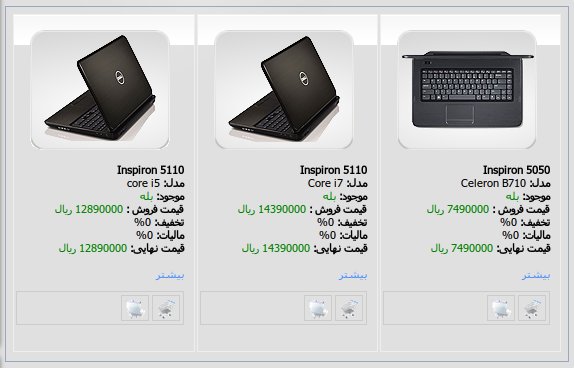 Inspiron 5050
مدل: Celeron B710
موجود: بله
قیمت فروش : 7490000 ریال
تخفیف: 0%
مالیات: 0%
قیمت نهایی: 7490000 ریال
بیشتر
Inspiron 5110
مدل: Core i7
موجود: بله
قیمت فروش : 14390000 ریال
تخفیف: 0%
مالیات: 0%
قیمت نهایی: 14390000 ریال
بیشتر
Inspiron 5110
مدل: core i5
موجود: بله
قیمت فروش : 12890000 ریال
تخفیف: 0%
مالیات: 0%
قیمت نهایی: 12890000 ریال
بیشتر